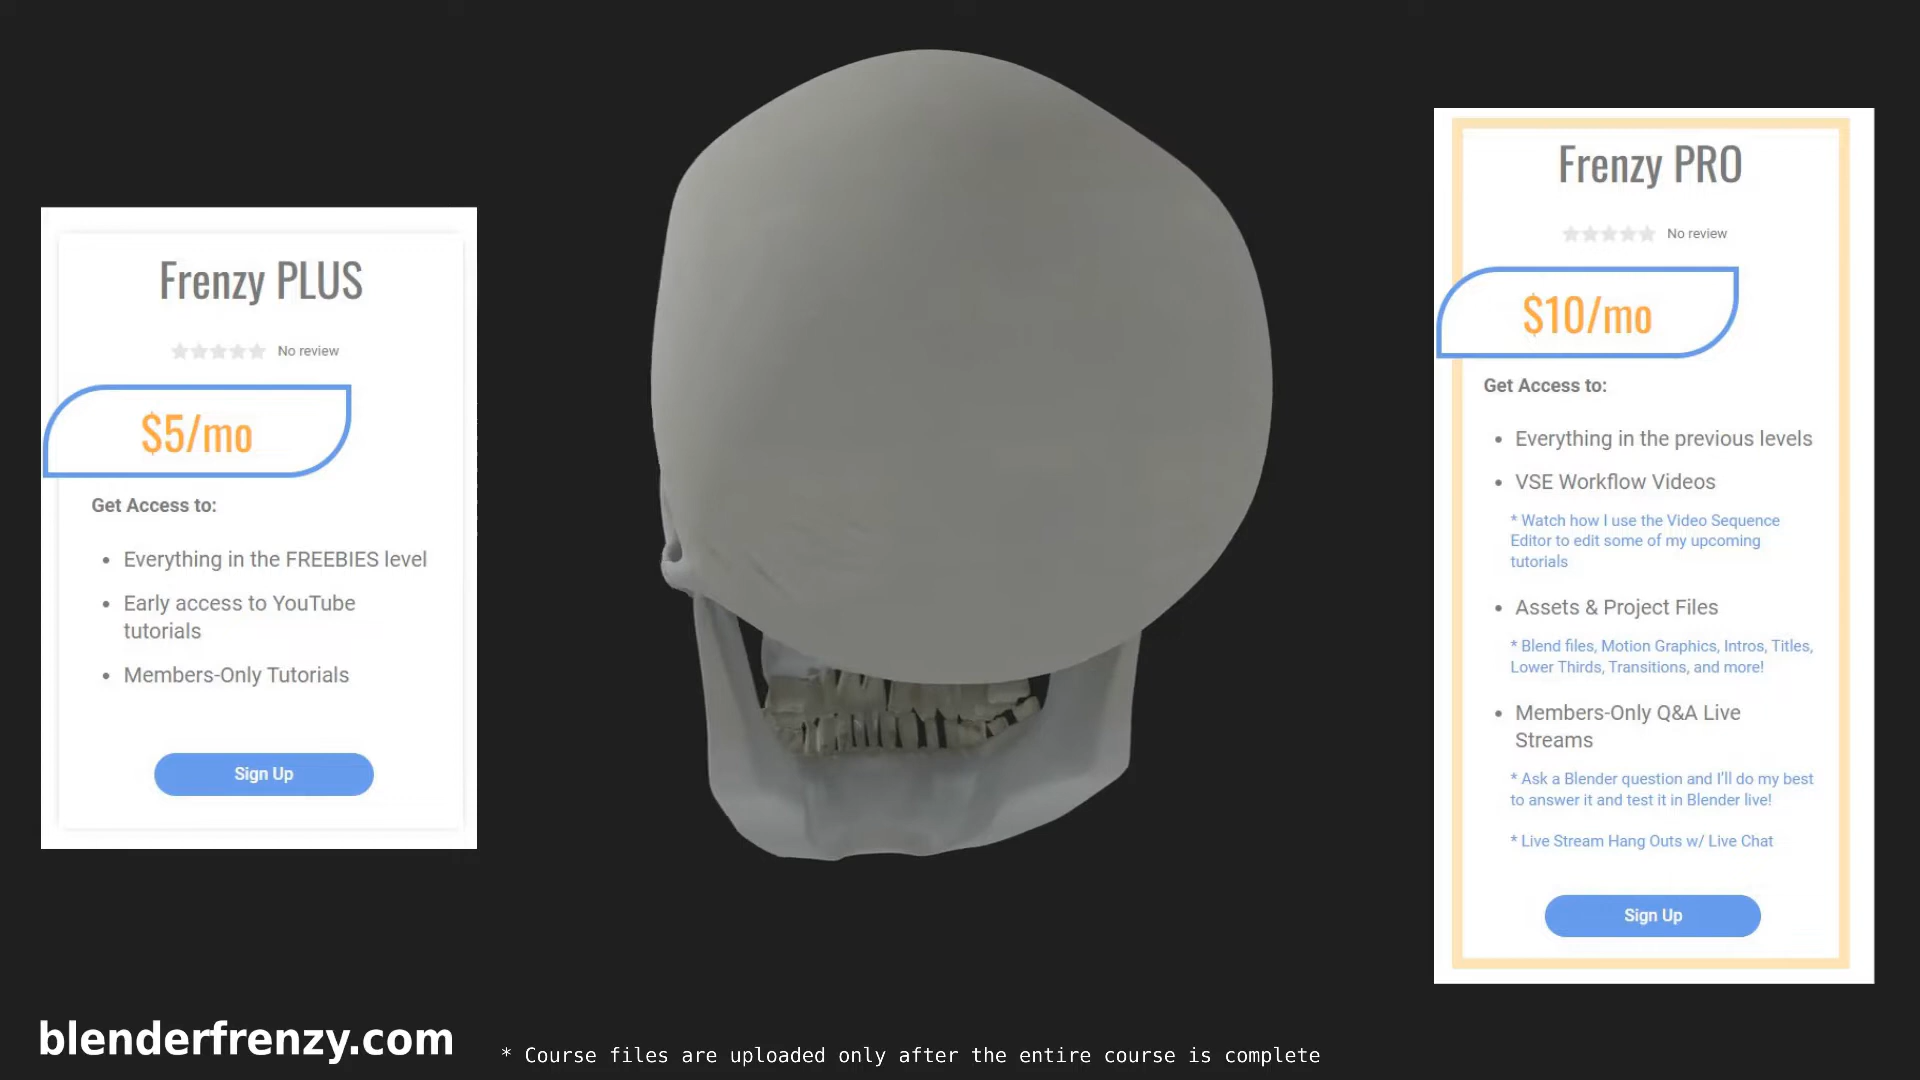 Frenzy PLUS
No review
$5/mo
Get Access to:
• Everything in the FREEBIES level
• Early access to YouTube
tutorials
• Members-Only Tutorials
Sign Up
Frenzy PRO
No review
$10/mo
Get Access to:
• Everything in the previous levels
• VSE Workflow Videos
* Watch how I use the Video Sequence
Editor to edit some of my upcoming
tutorials
• Assets & Project Files
* Blend files, Motion Graphics, Intros, Titles,
Lower Thirds, Transitions, and more!
• Members-Only Q&A Live
Streams
* Ask a Blender question and I'll do my best
to answer it and test it in Blender live!
* Live Stream Hang Outs w/ Live Chat
Sign Up
blenderfrenzy.com
* Course files are uploaded only after the entire course is complete